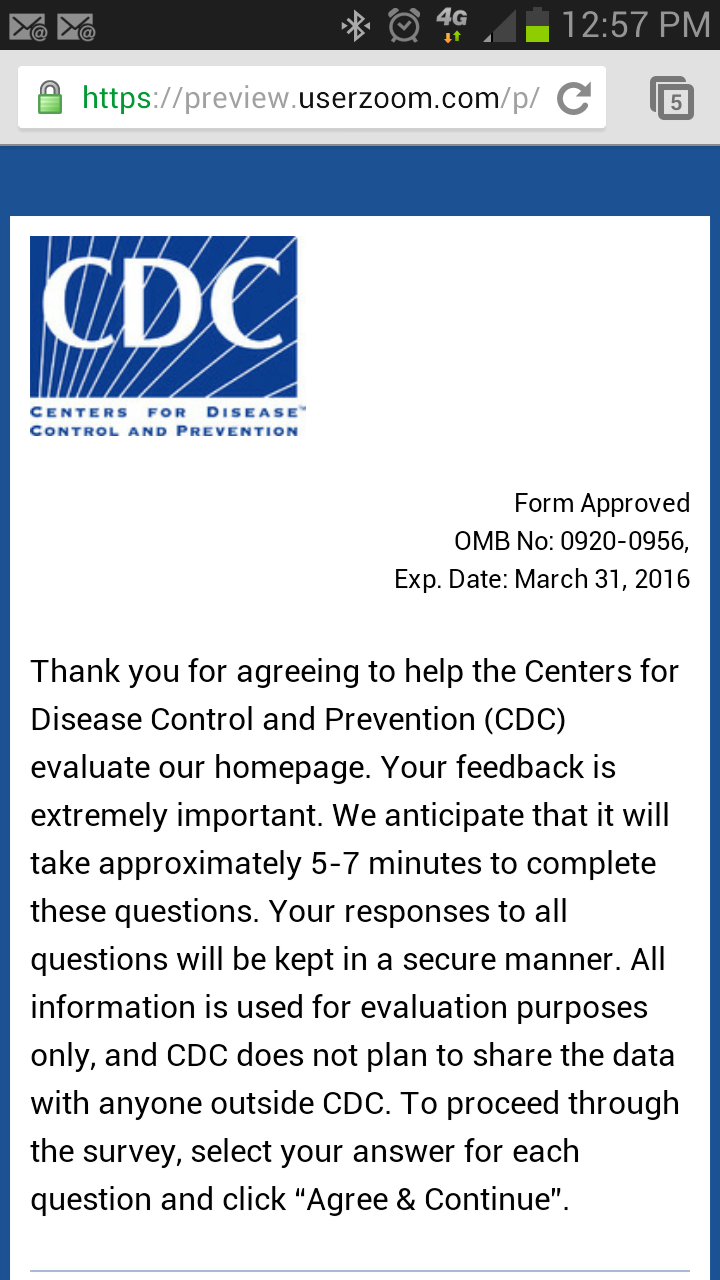 4G 12:57 PM
https://preview.userzoom.com/p/ 5
CDC
CENTERS FOR DISEASE™
CONTROL AND PREVENTION
Form Approved
OMB No: 0920-0956,
Exp. Date: March 31, 2016
Thank you for agreeing to help the Centers for
Disease Control and Prevention (CDC)
evaluate our homepage. Your feedback is
extremely important. We anticipate that it will
take approximately 5-7 minutes to complete
these questions. Your responses to all
questions will be kept in a secure manner. All
information is used for evaluation purposes
only, and CDC does not plan to share the data
with anyone outside CDC. To proceed through
the survey, select your answer for each
question and click “Agree & Continue”.